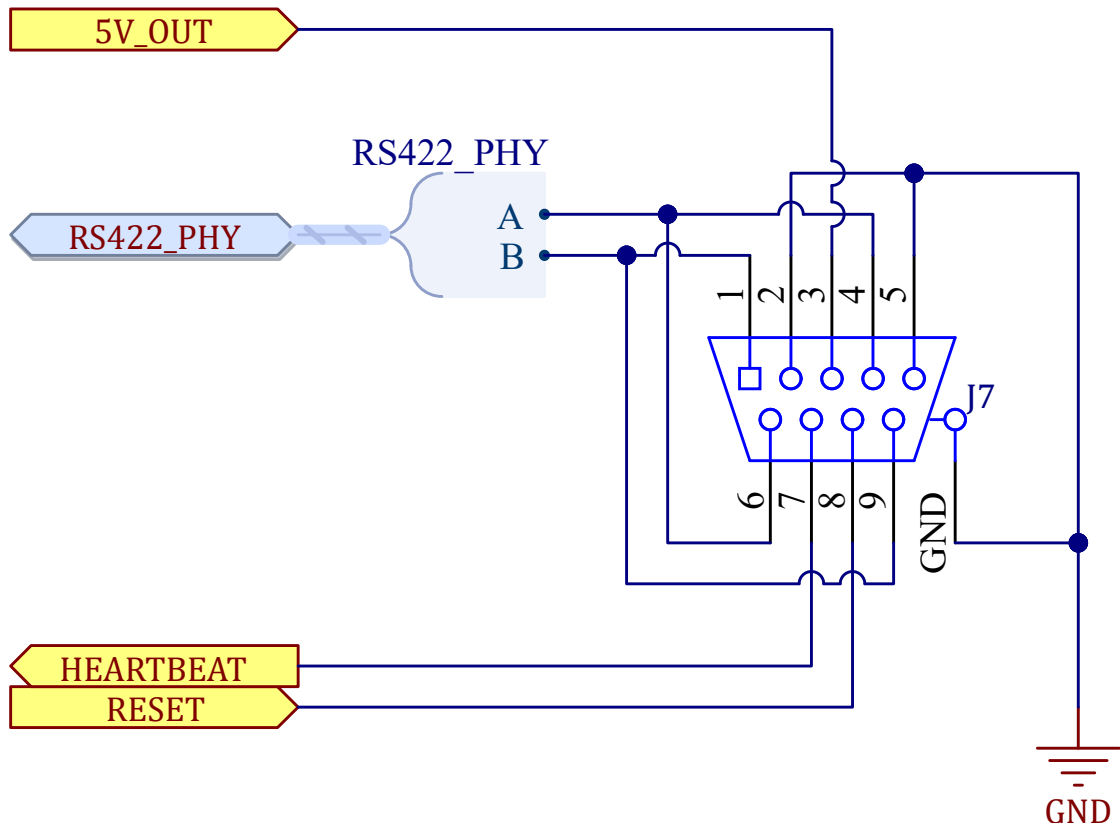 5V_OUT
RS422_PHY
RS422_PHY
A
B
1
2
3
4
5
J7
6
7
8
9
GND
HEARTBEAT
RESET
GND